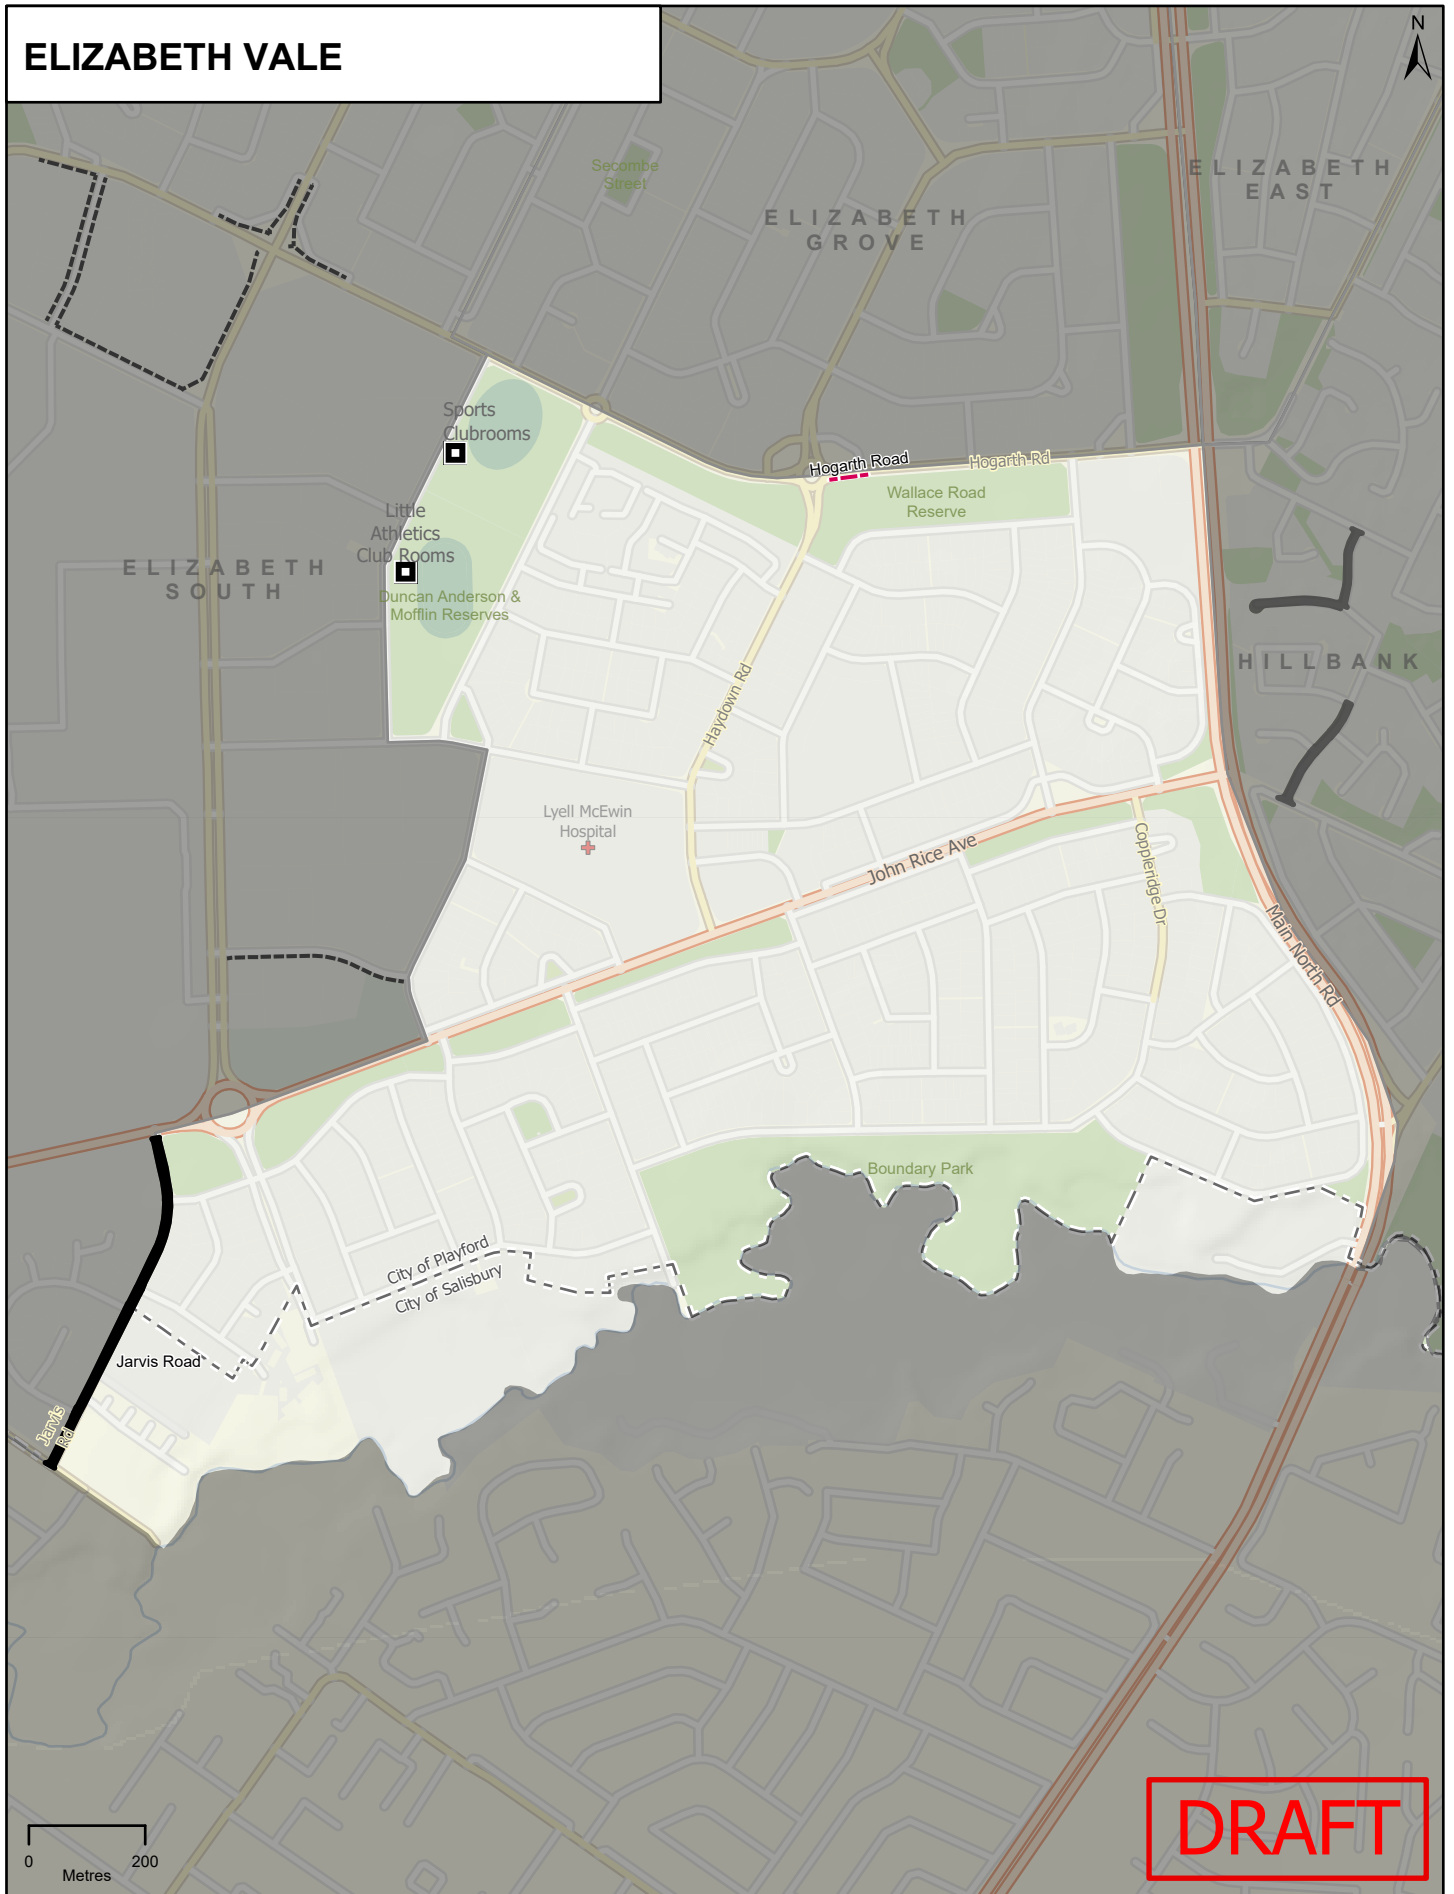 ELIZABETH VALE
N
Secombe
Street
ELIZABETH
EAST
ELIZABETH
GROVE
Sports
Clubrooms
Hogarth Road
Hogarth Rd
Wallace Road
Reserve
Little
Athletics
Club Rooms
ELIZABETH
SOUTH
Duncan Anderson &
Mofflin Reserves
HILLBANK
Haydown Rd
Lyell McEwin
Hospital
John Rice Ave
Coppleridge Dr
Main North Rd
Boundary Park
City of Playford
City of Salisbury
Jarvis Road
Jarvis
Rd
DRAFT
0
200
Metres